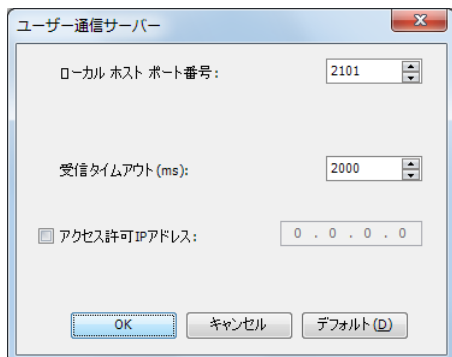 ユーザー通信サーバー
ローカル ホスト ポート番号: 2101
受信タイムアウト(ms): 2000
アクセス許可IPアドレス: 0 . 0 . 0 . 0
OK キャンセル デフォルト(D)